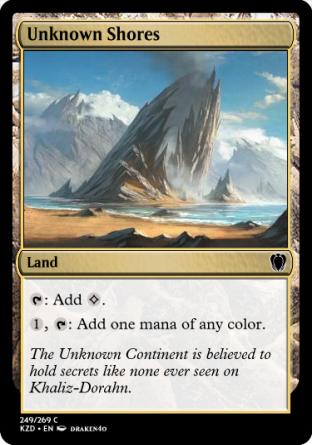 Unknown Shores
Land
: Add .
1, : Add one mana of any color.
The Unknown Continent is believed to
hold secrets like none ever seen on
Khaliz-Dorahn.
249/269 C
KZD • EN DRAKEN40